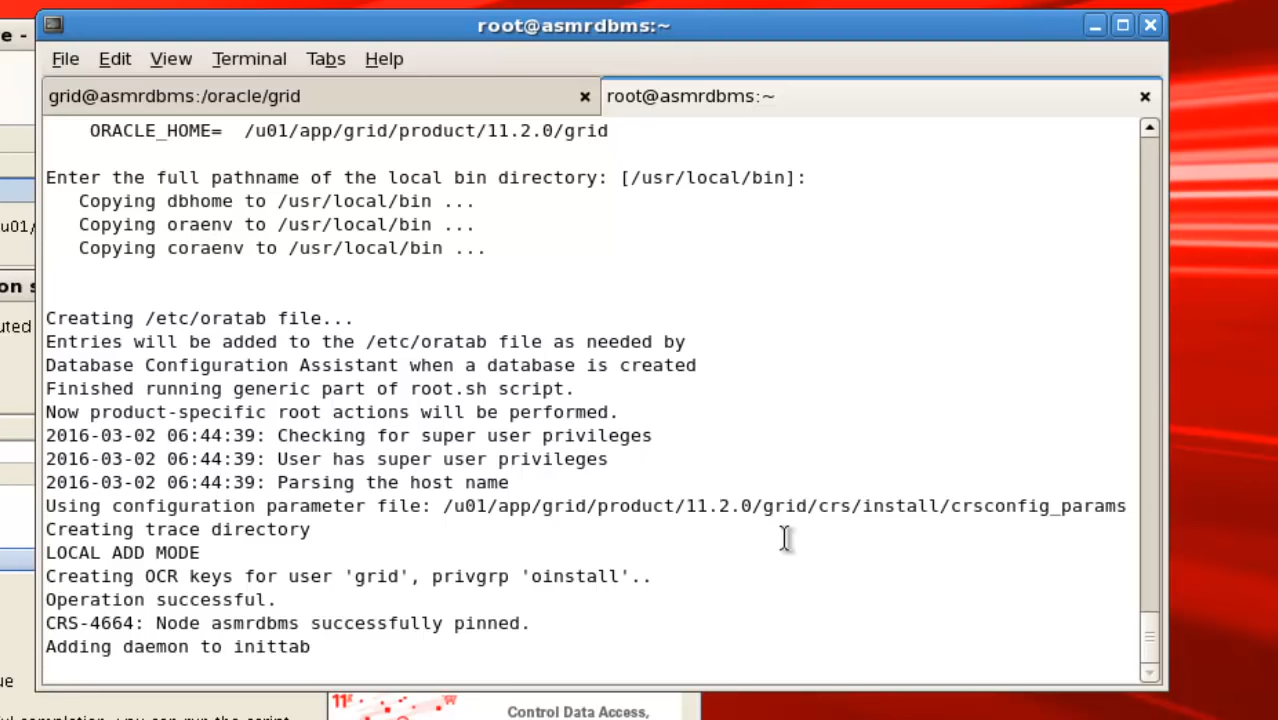 e -
root@asmrdbms:~
File Edit View Terminal Tabs Help
grid@asmrdbms:/oracle/grid
root@asmrdbms:~
ORACLE_HOME=  /u01/app/grid/product/11.2.0/grid
Enter the full pathname of the local bin directory: [/usr/local/bin]:
Copying dbhome to /usr/local/bin ...
Copying oraenv to /usr/local/bin ...
Copying coraenv to /usr/local/bin ...
u01/
on s
uted
Creating /etc/oratab file...
Entries will be added to the /etc/oratab file as needed by
Database Configuration Assistant when a database is created
Finished running generic part of root.sh script.
Now product-specific root actions will be performed.
2016-03-02 06:44:39: Checking for super user privileges
2016-03-02 06:44:39: User has super user privileges
2016-03-02 06:44:39: Parsing the host name
Using configuration parameter file: /u01/app/grid/product/11.2.0/grid/crs/install/crsconfig_params
Creating trace directory
LOCAL ADD MODE
Creating OCR keys for user 'grid', privgrp 'oinstall'..
Operation successful.
CRS-4664: Node asmrdbms successfully pinned.
Adding daemon to inittab
ue
Control Data Access,